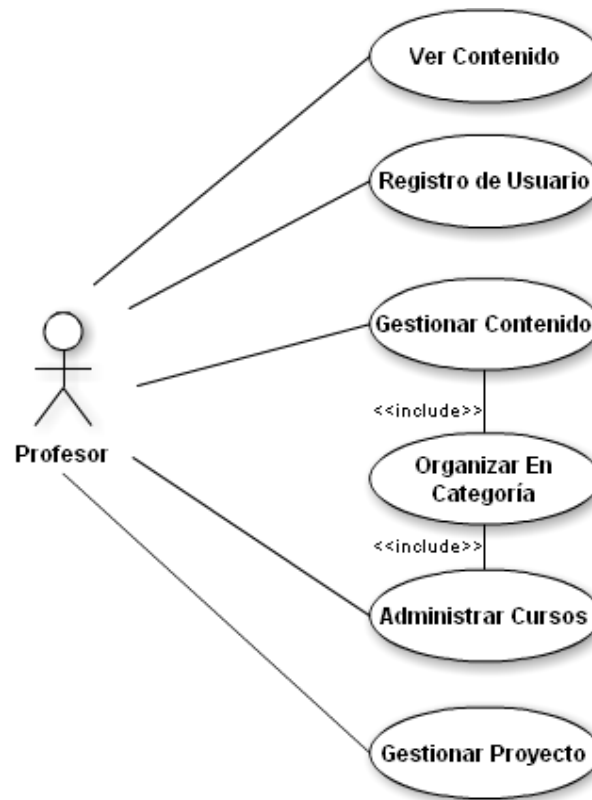 Ver Contenido
Registro de Usuario
Gestionar Contenido
<<include>>
Profesor
Organizar En
Categoría
<<include>>
Administrar Cursos
Gestionar Proyecto